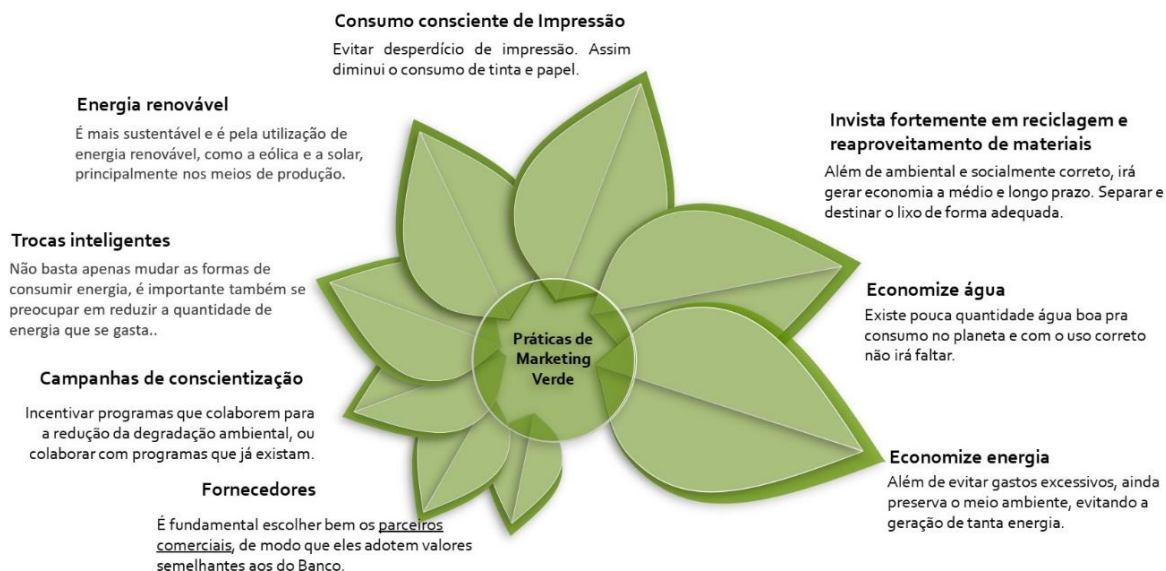 Consumo consciente de Impressão
Evitar desperdício de impressão. Assim
diminui o consumo de tinta e papel.
Energia renovável
É mais sustentável e é pela utilização de
energia renovável, como a eólica e a solar,
principalmente nos meios de produção.
Invista fortemente em reciclagem e
reaproveitamento de materiais
Além de ambiental e socialmente correto, irá
gerar economia a médio e longo prazo. Separar e
destinar o lixo de forma adequada.
Trocas inteligentes
Não basta apenas mudar as formas de
consumir energia, é importante também se
preocupar em reduzir a quantidade de
energia que se gasta..
Economize água
Existe pouca quantidade água boa pra
consumo no planeta e com o uso correto
não irá faltar.
Práticas de
Marketing
Verde
Campanhas de conscientização
Incentivar programas que colaborem para
a redução da degradação ambiental, ou
colaborar com programas que já existam.
Economize energia
Além de evitar gastos excessivos, ainda
preserva o meio ambiente, evitando a
geração de tanta energia.
Fornecedores
É fundamental escolher bem os parceiros
comerciais, de modo que eles adotem valores
semelhantes aos do Banco.